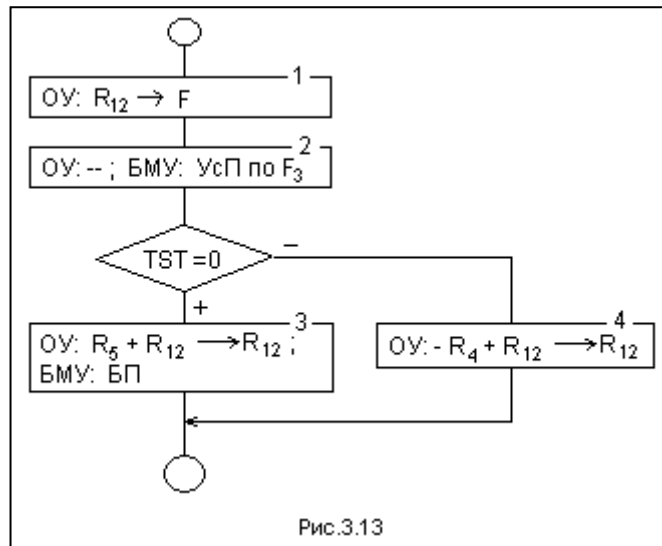 1
ОУ: R₁₂ → F
2
ОУ: -- ; БМУ: УсП по F₃
TST = 0
–
+
3
ОУ: R₅ + R₁₂ → R₁₂ ;
БМУ: БП
4
ОУ: - R₄ + R₁₂ → R₁₂
Рис.3.13